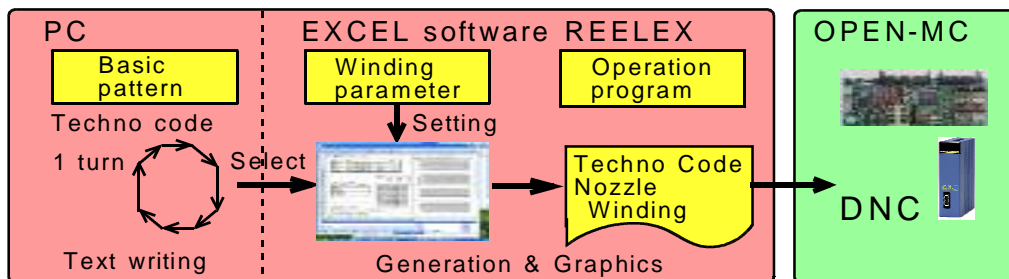 PC
EXCEL software REELEX
OPEN-MC
Basic
pattern
Winding
parameter
Operation
program
Techno code
Setting
1 turn
Select
Techno Code
Nozzle
Winding
DNC
Text writing
Generation & Graphics